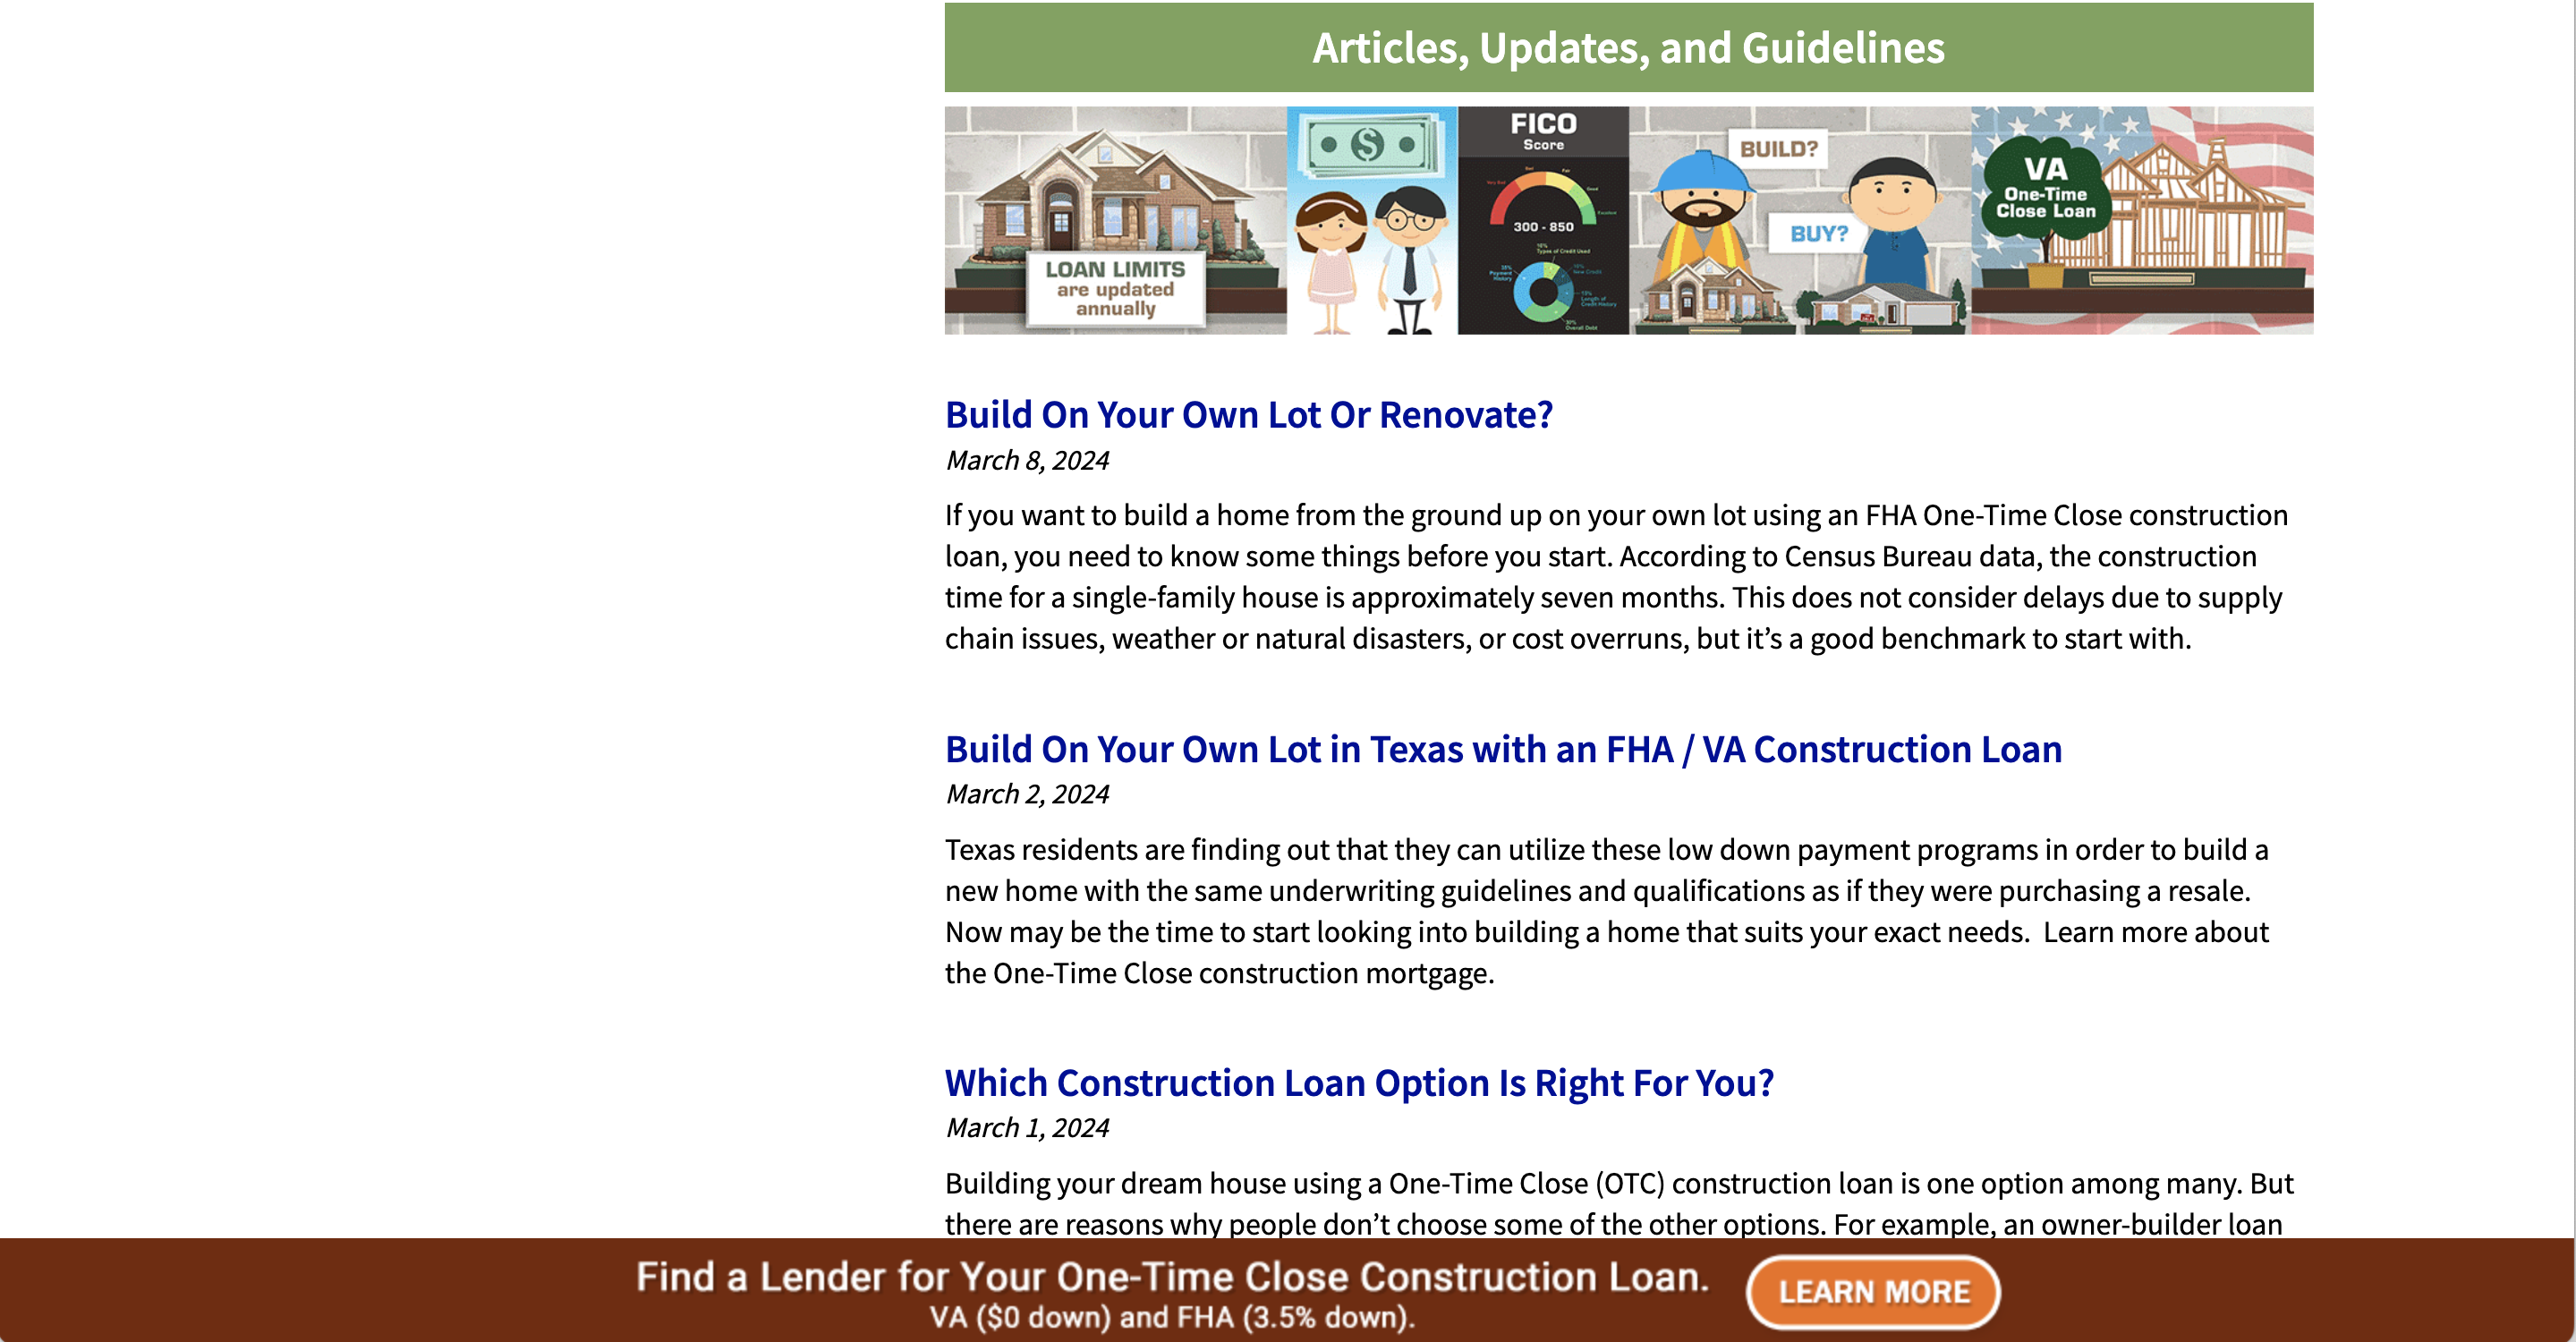 Articles, Updates, and Guidelines
LOAN LIMITS
are updated
annually
FICO
Score
300 - 850
BUILD?
BUY?
VA
One-Time
Close Loan
Build On Your Own Lot Or Renovate?
March 8, 2024
If you want to build a home from the ground up on your own lot using an FHA One-Time Close construction
loan, you need to know some things before you start. According to Census Bureau data, the construction
time for a single-family house is approximately seven months. This does not consider delays due to supply
chain issues, weather or natural disasters, or cost overruns, but it’s a good benchmark to start with.
Build On Your Own Lot in Texas with an FHA / VA Construction Loan
March 2, 2024
Texas residents are finding out that they can utilize these low down payment programs in order to build a
new home with the same underwriting guidelines and qualifications as if they were purchasing a resale.
Now may be the time to start looking into building a home that suits your exact needs.  Learn more about
the One-Time Close construction mortgage.
Which Construction Loan Option Is Right For You?
March 1, 2024
Building your dream house using a One-Time Close (OTC) construction loan is one option among many. But
there are reasons why people don’t choose some of the other options. For example, an owner-builder loan
Find a Lender for Your One-Time Close Construction Loan.
VA ($0 down) and FHA (3.5% down).
LEARN MORE